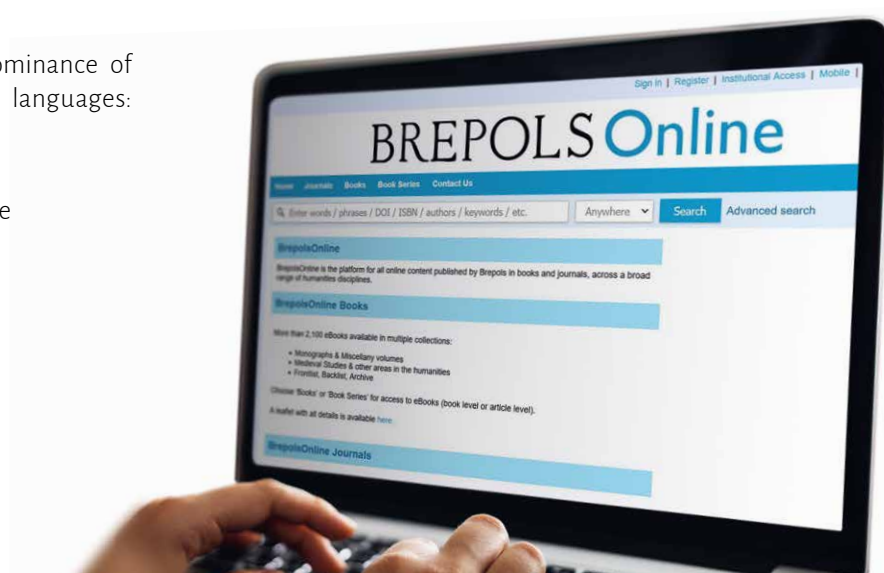 ominance of
languages:
e
Sign In | Register | Institutional Access | Mobile |
BREPOLS Online
Home Journals Books Book Series Contact Us
Enter words / phrases / DOI / ISBN / authors / keywords / etc. Anywhere Search Advanced search
BrepolsOnline
BrepolsOnline is the platform for all online content published by Brepols in books and journals, across a broad
range of humanities disciplines.
BrepolsOnline Books
More than 2,100 eBooks available in multiple collections:
• Monographs & Miscellany volumes
• Medieval Studies & other areas in the humanities
• Frontlist, Backlist, Archive
Choose 'Books' or 'Book Series' for access to eBooks (book level or article level).
A leaflet with all details is available here.
BrepolsOnline Journals